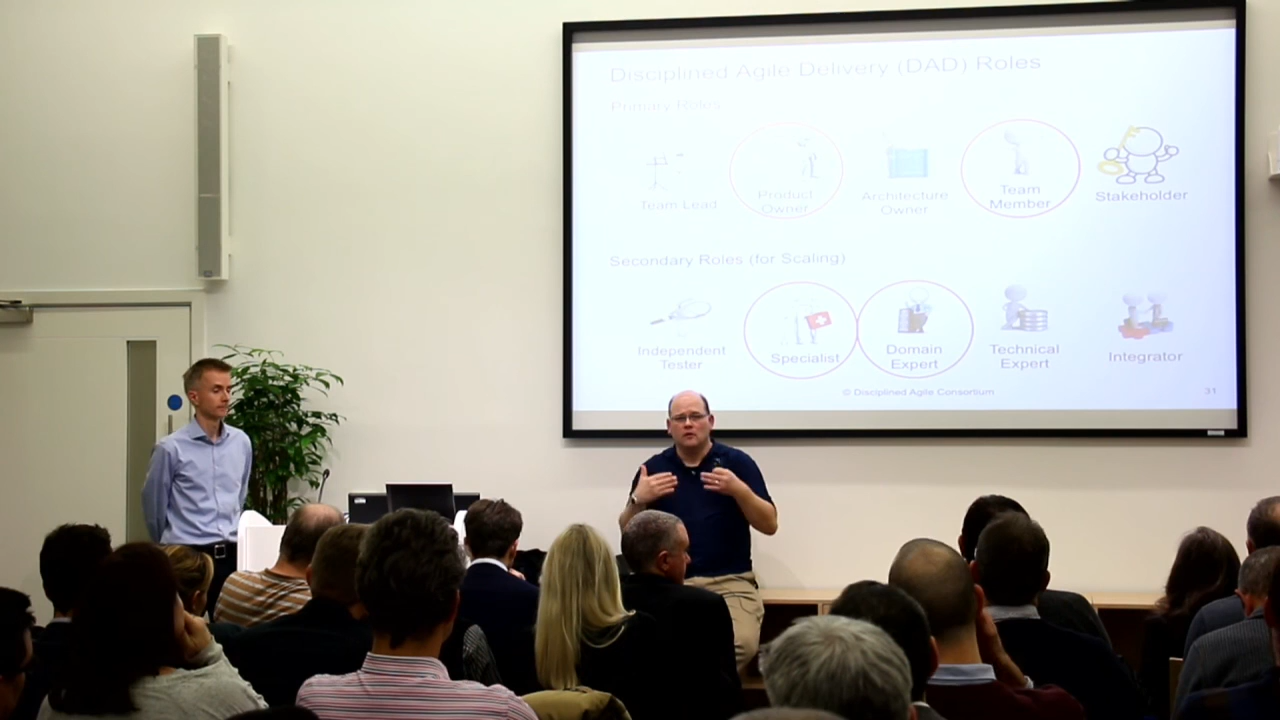 Disciplined Agile Delivery (DAD) Roles
Primary Roles
Team Lead
Product
Owner
Architecture
Owner
Team
Member
Stakeholder
Secondary Roles (for Scaling)
Independent
Tester
Specialist
Domain
Expert
Technical
Expert
Integrator
© Disciplined Agile Consortium
31